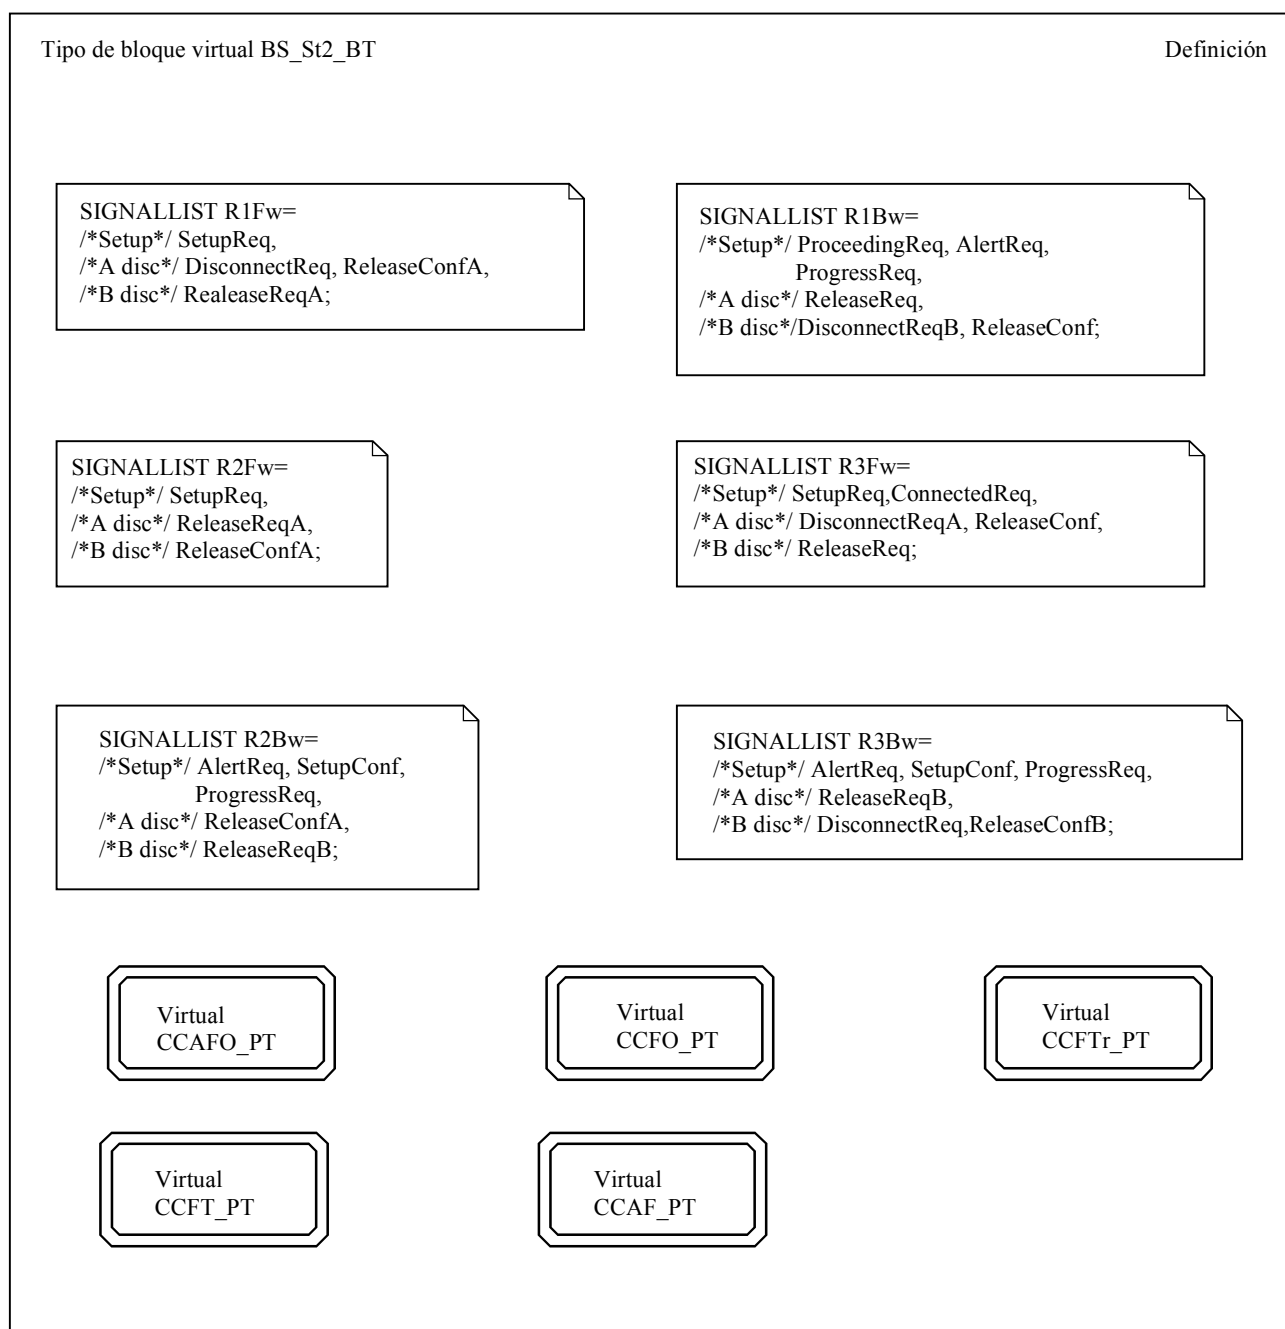 Tipo de bloque virtual BS_St2_BT
Definición
SIGNALLIST R1Fw=
/*Setup*/ SetupReq,
/*A disc*/ DisconnectReq, ReleaseConfA,
/*B disc*/ RealeaseReqA;
SIGNALLIST R1Bw=
/*Setup*/ ProceedingReq, AlertReq,
ProgressReq,
/*A disc*/ ReleaseReq,
/*B disc*/DisconnectReqB, ReleaseConf;
SIGNALLIST R2Fw=
/*Setup*/ SetupReq,
/*A disc*/ ReleaseReqA,
/*B disc*/ ReleaseConfA;
SIGNALLIST R3Fw=
/*Setup*/ SetupReq,ConnectedReq,
/*A disc*/ DisconnectReqA, ReleaseConf,
/*B disc*/ ReleaseReq;
SIGNALLIST R2Bw=
/*Setup*/ AlertReq, SetupConf,
ProgressReq,
/*A disc*/ ReleaseConfA,
/*B disc*/ ReleaseReqB;
SIGNALLIST R3Bw=
/*Setup*/ AlertReq, SetupConf, ProgressReq,
/*A disc*/ ReleaseReqB,
/*B disc*/ DisconnectReq,ReleaseConfB;
Virtual
CCAFO_PT
Virtual
CCFO_PT
Virtual
CCFTr_PT
Virtual
CCFT_PT
Virtual
CCAF_PT